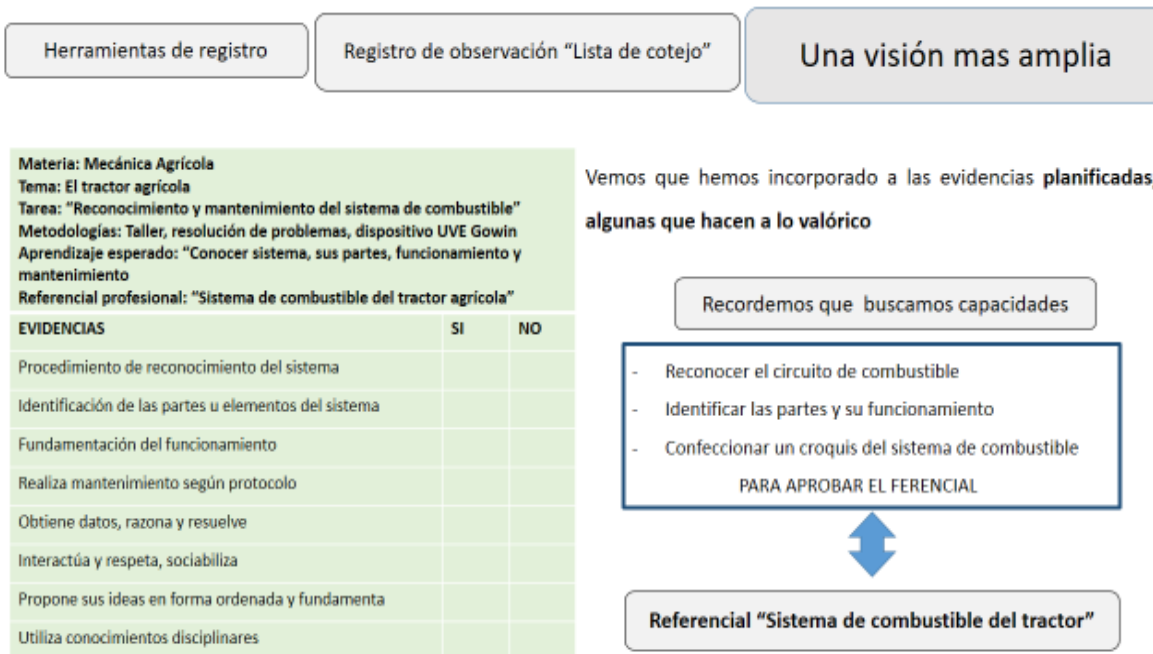 Herramientas de registro
Registro de observación “Lista de cotejo”
Una visión mas amplia
Materia: Mecánica Agrícola
Tema: El tractor agrícola
Tarea: “Reconocimiento y mantenimiento del sistema de combustible”
Metodologías: Taller, resolución de problemas, dispositivo UVE Gowin
Aprendizaje esperado: “Conocer sistema, sus partes, funcionamiento y
mantenimiento
Referencial profesional: “Sistema de combustible del tractor agrícola”
EVIDENCIAS SI NO
Procedimiento de reconocimiento del sistema
Identificación de las partes u elementos del sistema
Fundamentación del funcionamiento
Realiza mantenimiento según protocolo
Obtiene datos, razona y resuelve
Interactúa y respeta, sociabiliza
Propone sus ideas en forma ordenada y fundamenta
Utiliza conocimientos disciplinares
Vemos que hemos incorporado a las evidencias planificadas,
algunas que hacen a lo valórico
Recordemos que buscamos capacidades
- Reconocer el circuito de combustible
- Identificar las partes y su funcionamiento
- Confeccionar un croquis del sistema de combustible
PARA APROBAR EL FERENCIAL
Referencial “Sistema de combustible del tractor”